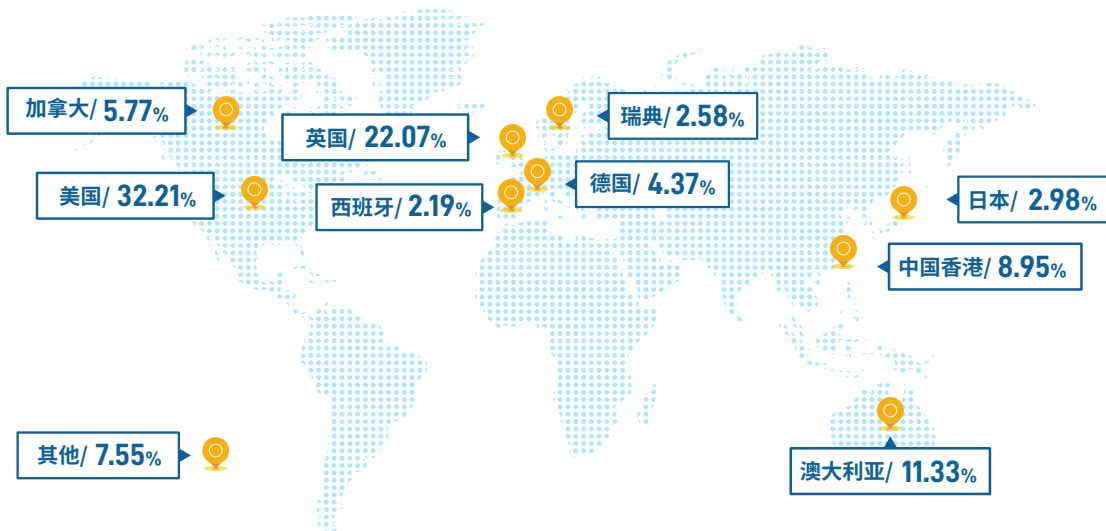 加拿大/ 5.77%
瑞典/ 2.58%
英国/ 22.07%
美国/ 32.21%
德国/ 4.37%
西班牙/ 2.19%
日本/ 2.98%
中国香港/ 8.95%
其他/ 7.55%
澳大利亚/ 11.33%